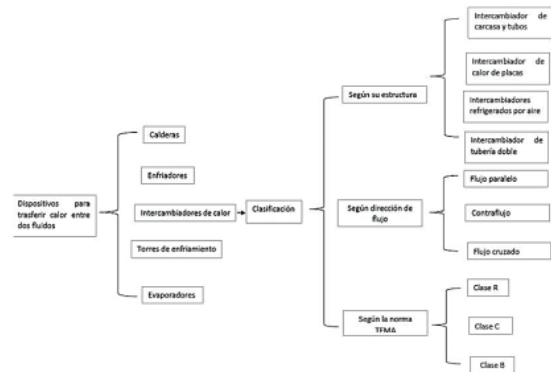 Dispositivos para
trasferir calor entre
dos fluidos
Calderas
Enfriadores
Intercambiadores de calor
Torres de enfriamiento
Evaporadores
Clasificación
Según su estructura
Intercambiador de
carcasa y tubos
Intercambiador de
calor de placas
Intercambiadores
refrigerados por aire
Intercambiador de
tubería doble
Según dirección de
flujo
Flujo paralelo
Contraflujo
Flujo cruzado
Según la norma
TEMA
Clase R
Clase C
Clase B